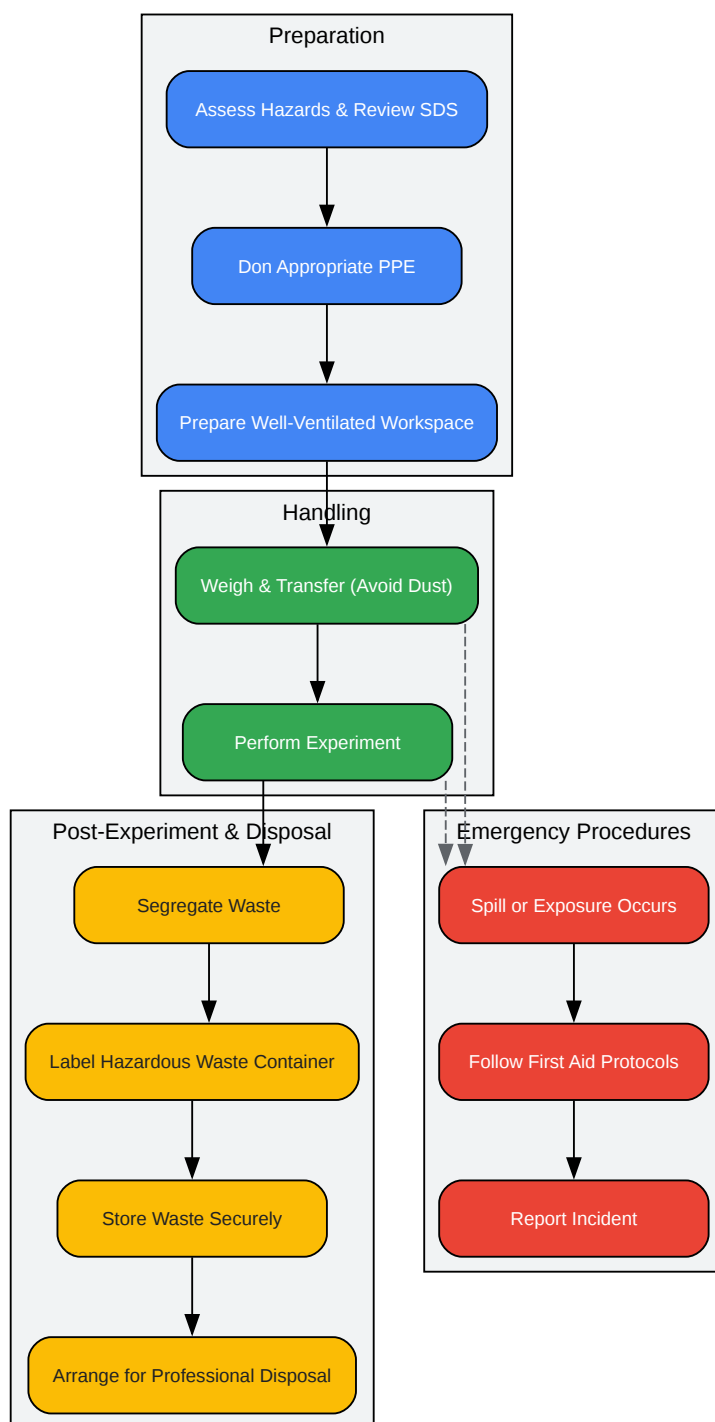 Preparation
Assess Hazards & Review SDS
Don Appropriate PPE
Prepare Well-Ventilated Workspace
Handling
Weigh & Transfer (Avoid Dust)
Perform Experiment
Post-Experiment & Disposal
Segregate Waste
Label Hazardous Waste Container
Store Waste Securely
Arrange for Professional Disposal
Emergency Procedures
Spill or Exposure Occurs
Follow First Aid Protocols
Report Incident